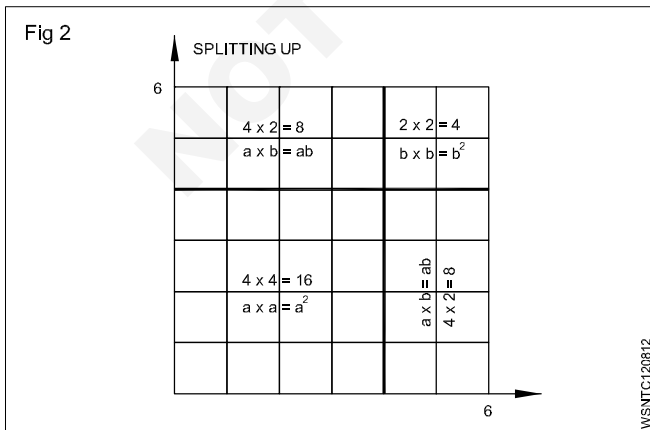 Fig 2
SPLITTING UP
6
4 x 2 = 8
a x b = ab
2 x 2 = 4
b x b = b²
4 x 4 = 16
a x a = a²
a x b = ab
4 x 2 = 8
6
WSNTC120812
NOT